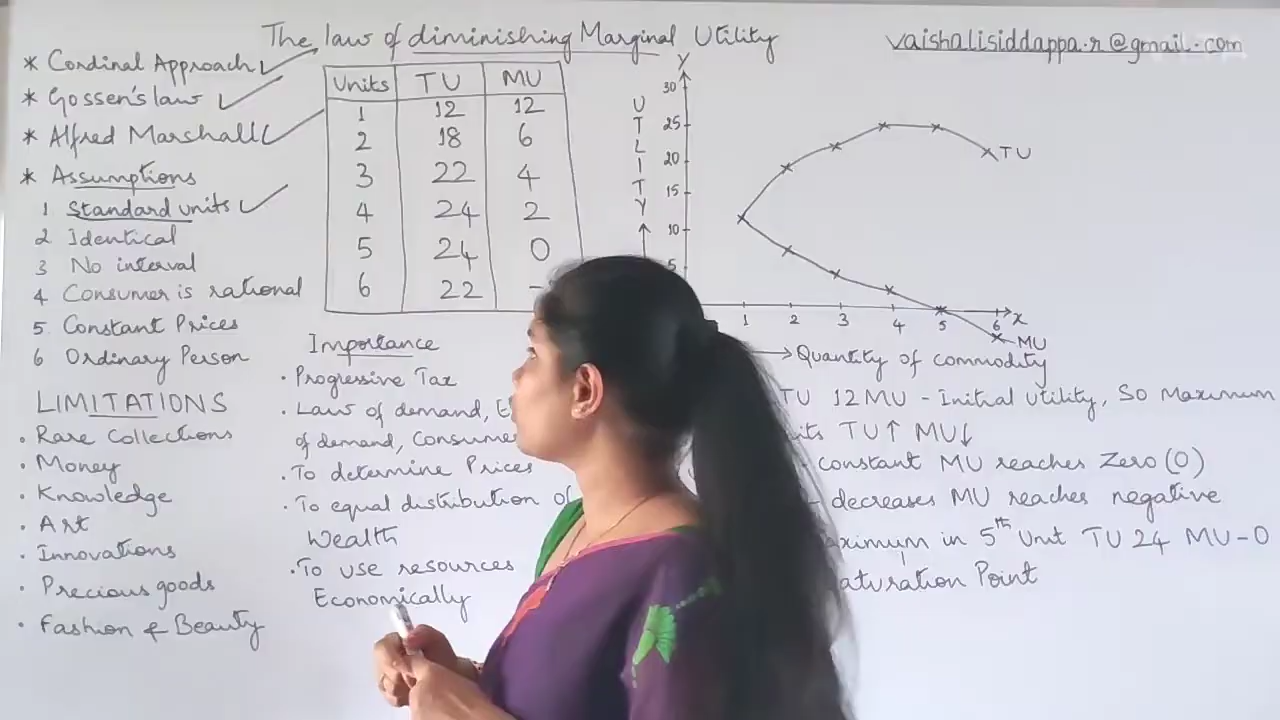 The law of diminishing Marginal Utility
vaishalisiddappa.r@gmail.com
* Cordinal Approach
* Gossen's law
* Alfred Marshall
* Assumptions
1 Standard units
2 Identical
3 No interval
4 Consumer is rational
5 Constant Prices
6 Ordinary Person
LIMITATIONS
• Rare Collections
• Money
• Knowledge
• Art
• Innovations
• Precious goods
• Fashion & Beauty
Units TU MU
1 12 12
2 18 6
3 22 4
4 24 2
5 24 0
6 22 -
Importance
• Progressive Tax
• Law of demand,
of demand,
• To determine Prices
• To equal distribution of
Wealth
• To use resources
Economically
Y
UTILITY
30
25
20
15
10
5
1 2 3 4 5 6 X
TU
MU
→ Quantity of commodity
TU 12 MU - Initial utility, So Maximum
TU↑ MU↓
constant MU reaches Zero (0)
- decreases MU reaches negative
in 5th Unit TU 24 MU-0
Point